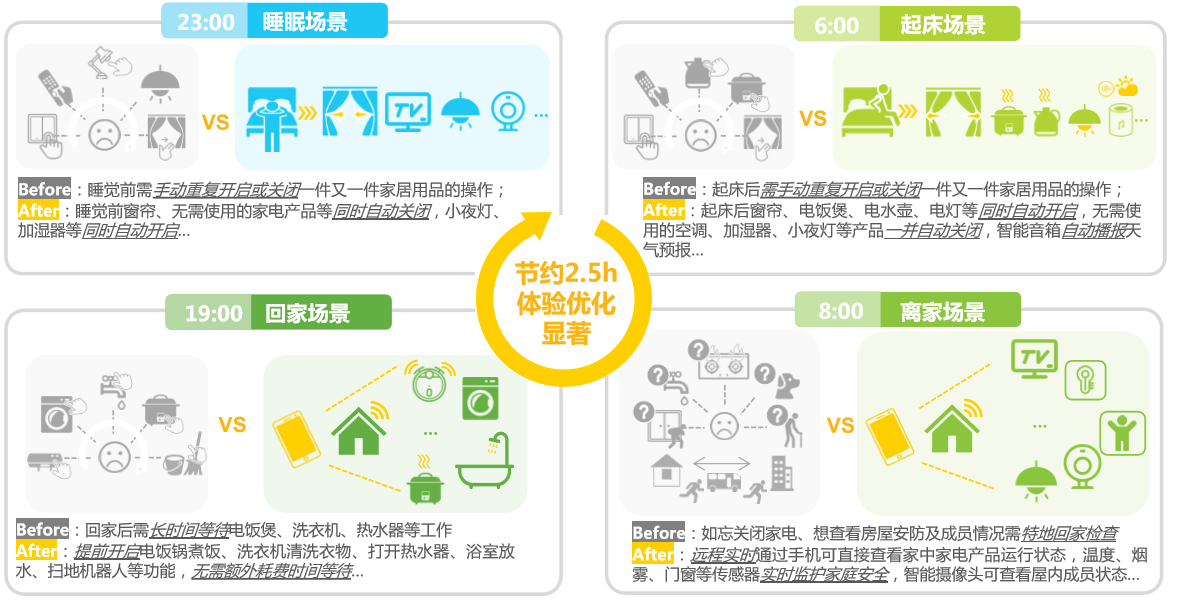 23:00 睡眠场景
VS
TV
...
Before：睡觉前需手动重复开启或关闭一件又一件家居用品的操作；
After：睡觉前窗帘、无需使用的家电产品等同时自动关闭，小夜灯、
加湿器等同时自动开启...
6:00 起床场景
VS
...
Before：起床后需手动重复开启或关闭一件又一件家居用品的操作；
After：起床后窗帘、电饭煲、电水壶、电灯等同时自动开启，无需使
用的空调、加湿器、小夜灯等产品一并自动关闭，智能音箱自动播报天
气预报...
节约2.5h
体验优化
显著
19:00 回家场景
VS
...
Before：回家后需长时间等待电饭煲、洗衣机、热水器等工作
After：提前开启电饭锅煮饭、洗衣机清洗衣物、打开热水器、浴室放
水、扫地机器人等功能，无需额外耗费时间等待...
8:00 离家场景
?
?
?
?
?
VS
TV
...
Before：如忘关闭家电、想查看房屋安防及成员情况需特地回家检查
After：远程实时通过手机可直接查看家中家电产品运行状态，温度、烟
雾、门窗等传感器实时监护家庭安全，智能摄像头可查看屋内成员状态...